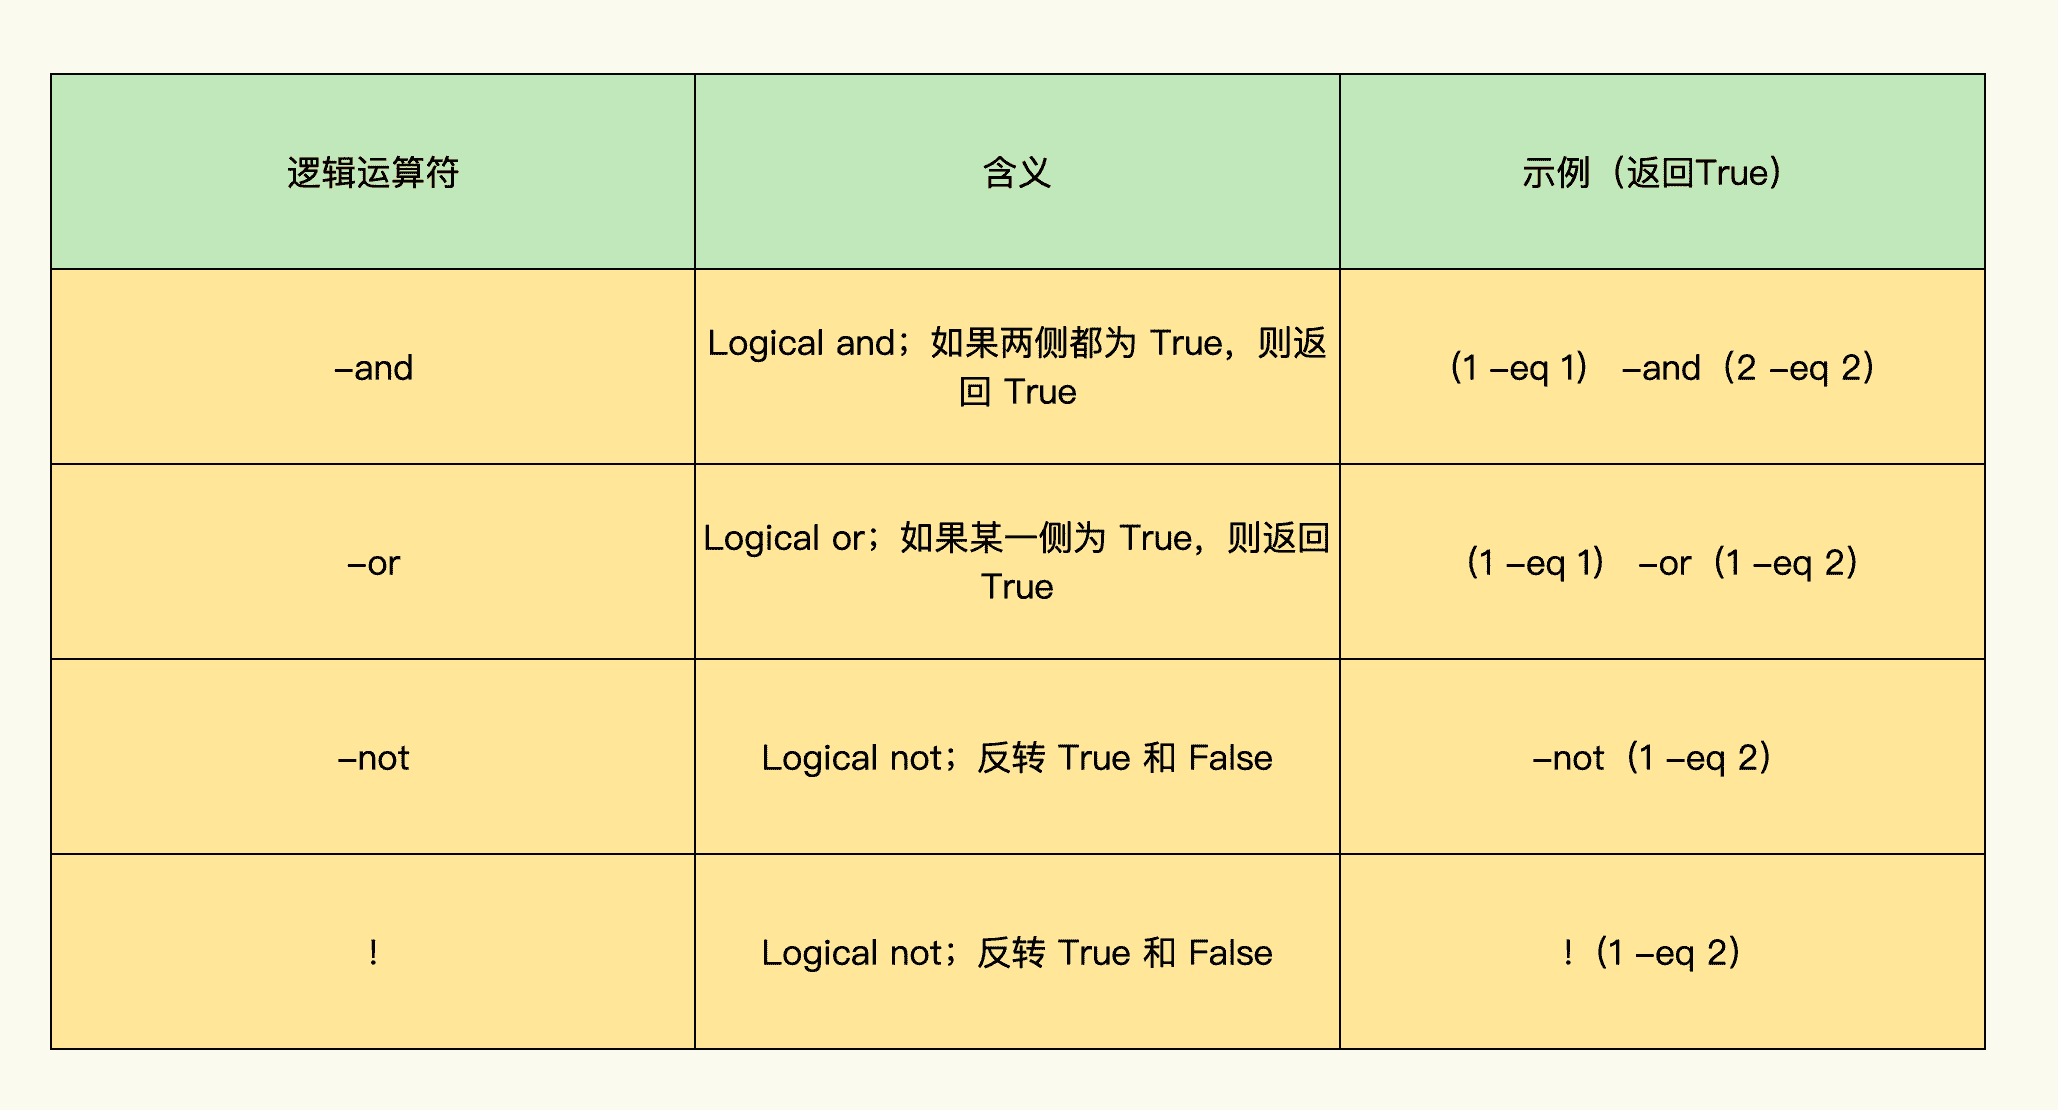 逻辑运算符
含义
示例（返回True）
–and
Logical and；如果两侧都为 True，则返
回 True
（1 –eq 1） –and（2 –eq 2）
–or
Logical or；如果某一侧为 True，则返回
True
（1 –eq 1） –or（1 –eq 2）
–not
Logical not；反转 True 和 False
–not（1 –eq 2）
！
Logical not；反转 True 和 False
！（1 –eq 2）